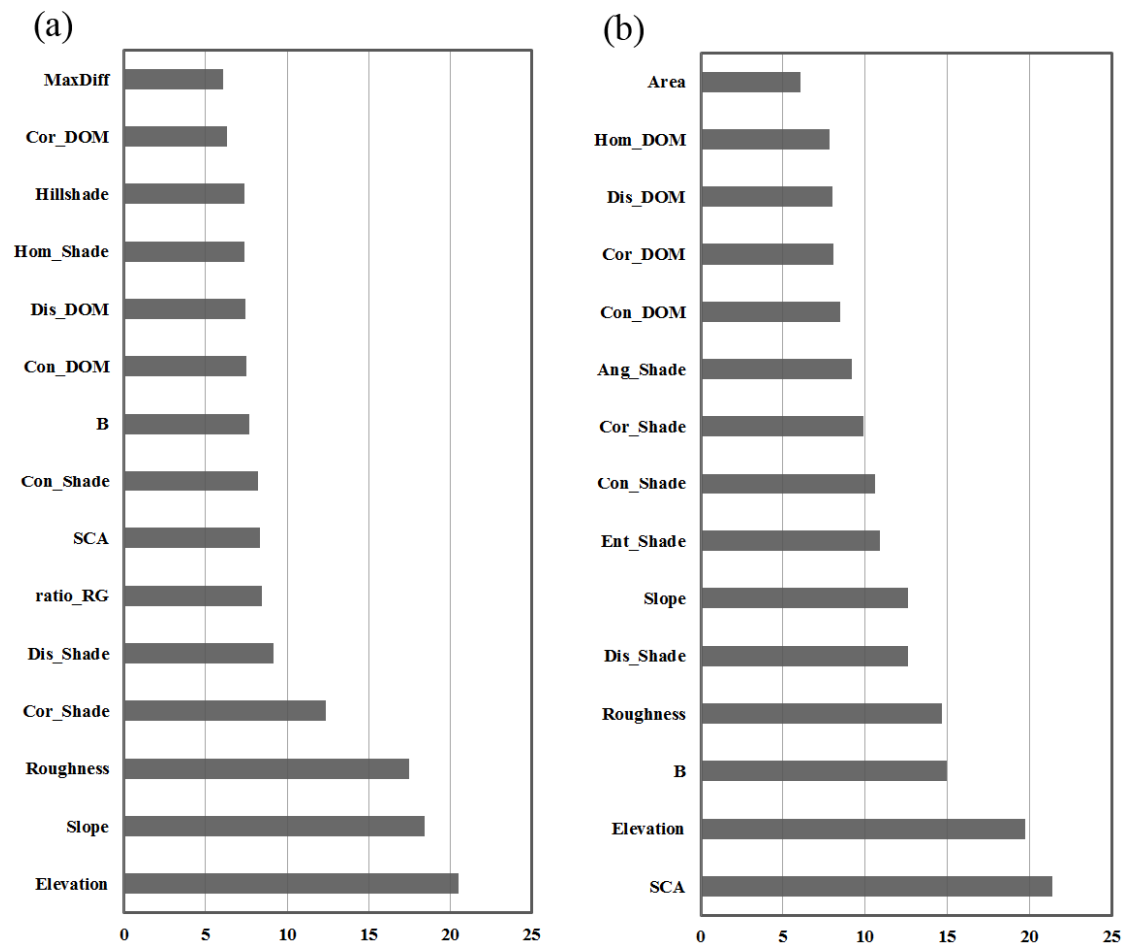 (a)
MaxDiff
Cor_DOM
Hillshade
Hom_Shade
Dis_DOM
Con_DOM
B
Con_Shade
SCA
ratio_RG
Dis_Shade
Cor_Shade
Roughness
Slope
Elevation
0 5 10 15 20 25
(b)
Area
Hom_DOM
Dis_DOM
Cor_DOM
Con_DOM
Ang_Shade
Cor_Shade
Con_Shade
Ent_Shade
Slope
Dis_Shade
Roughness
B
Elevation
SCA
0 5 10 15 20 25